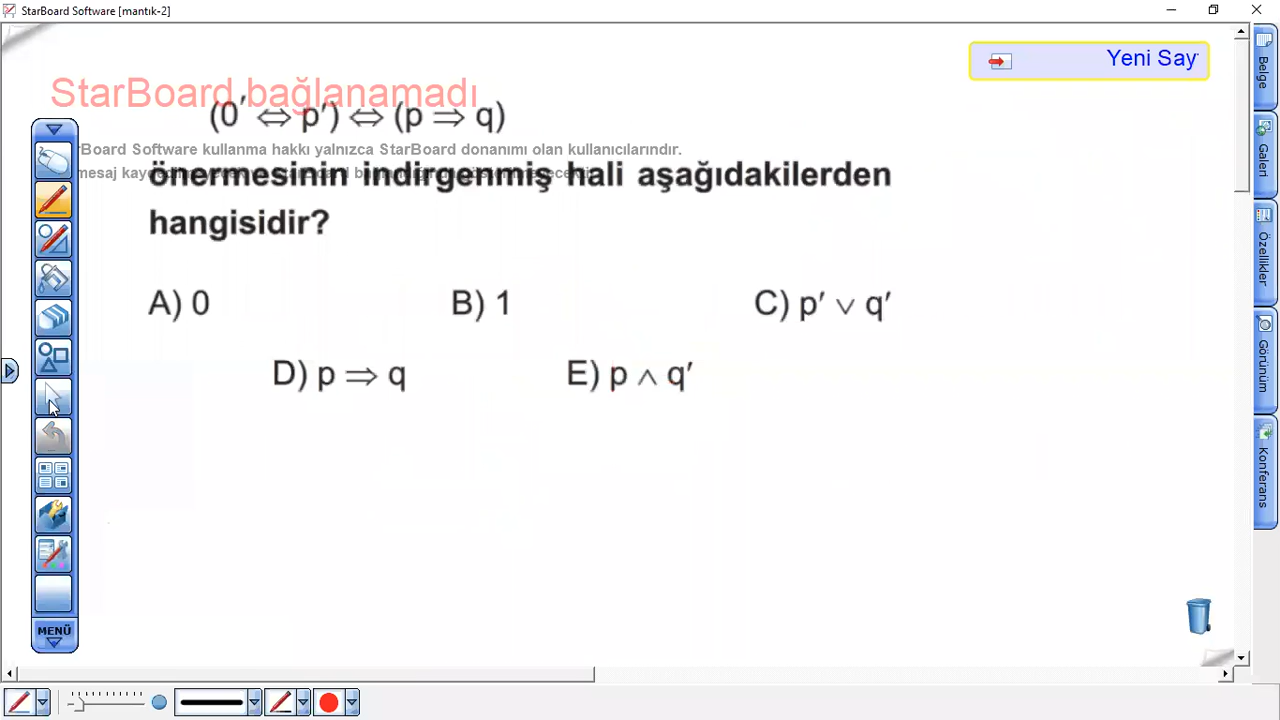 StarBoard Software [mantık-2]
Yeni Say
StarBoard bağlanamadı
(0′ ⇔ p′) ⇔ (p ⇒ q)
Board Software kullanma hakkı yalnızca StarBoard donanımı olan kullanıcılarındır.
mesaj
önermesinin indirgenmiş hali aşağıdakilerden
hangisidir?
A) 0
B) 1
C) p′ ∨ q′
D) p ⇒ q
E) p ∧ q′
MENÜ
Belge
Galeri
Özellikler
Görünüm
Konferans